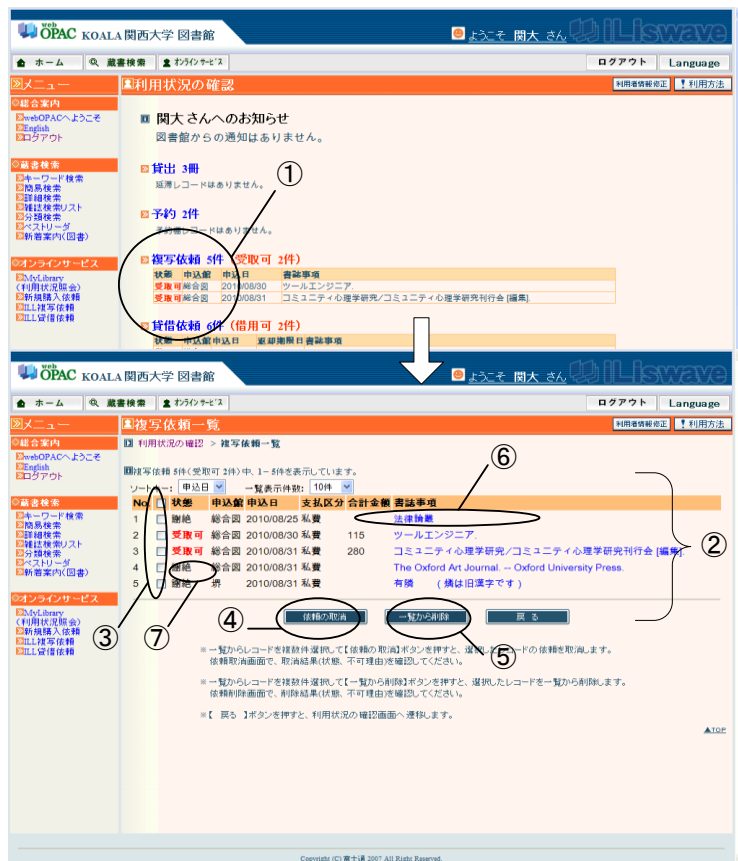 web OPAC KOALA 関西大学 図書館
ようこそ 関大 さん
iLiswave
ホーム 蔵書検索 オンラインサービス ログアウト Language
メニュー
利用状況の確認 利用者情報修正 利用方法
総合案内
webOPACへようこそ
English
ログアウト
蔵書検索
キーワード検索
簡易検索
詳細検索
雑誌検索リスト
分類検索
ベストリーダ
新着案内(図書)
オンラインサービス
MyLibrary
(利用状況照会)
新規購入依頼
ILL複写依頼
ILL貸借依頼
関大 さんへのお知らせ
図書館からの通知はありません。
貸出 3冊
延滞レコードはありません。
①
予約 2件
レコードはありません。
複写依頼 5件 (受取可 2件)
状態 申込館 申込日 書誌事項
受取可 総合図 2010/08/30 ツールエンジニア.
受取可 総合図 2010/08/31 コミュニティ心理学研究/コミュニティ心理学研究刊行会 [編集].
貸借依頼 6件 (借用可 2件)
状態 申込館 申込日 返却期限日 書誌事項
web OPAC KOALA 関西大学 図書館
ようこそ 関大 さん
iLiswave
ホーム 蔵書検索 オンラインサービス ログアウト Language
メニュー
複写依頼一覧 利用者情報修正 利用方法
総合案内
webOPACへようこそ
English
ログアウト
蔵書検索
キーワード検索
簡易検索
詳細検索
雑誌検索リスト
分類検索
ベストリーダ
新着案内(図書)
オンラインサービス
MyLibrary
(利用状況照会)
新規購入依頼
ILL複写依頼
ILL貸借依頼
利用状況の確認 > 複写依頼一覧
複写依頼 5件(受取可 2件)中、1-5件を表示しています。
⑥
ソートキー: 申込日 一覧表示件数: 10件
No. 状態 申込館 申込日 支払区分 合計金額 書誌事項
1 謝絶 総合図 2010/08/25 私費 法律論叢
2 受取可 総合図 2010/08/30 私費 115 ツールエンジニア.
3 受取可 総合図 2010/08/31 私費 280 コミュニティ心理学研究/コミュニティ心理学研究刊行会 [編集].
②
4 謝絶 総合図 2010/08/31 私費 The Oxford Art Journal. -- Oxford University Press.
5 謝絶 堺 2010/08/31 私費 有隣 (隣は旧漢字です)
③ ⑦ ④ ⑤
依頼の取消 一覧から削除 戻る
※一覧からレコードを複数件選択して【依頼の取消】ボタンを押すと、選択したレコードの依頼を取消します。
依頼取消画面で、取消結果(状態、不可理由)を確認してください。
※一覧からレコードを複数件選択して【一覧から削除】ボタンを押すと、選択したレコードを一覧から削除します。
依頼削除画面で、削除結果(状態、不可理由)を確認してください。
※【 戻る 】ボタンを押すと、利用状況の確認画面へ遷移します。
▲TOP
Copyright (C) 富士通 2007 All Right Reserved.